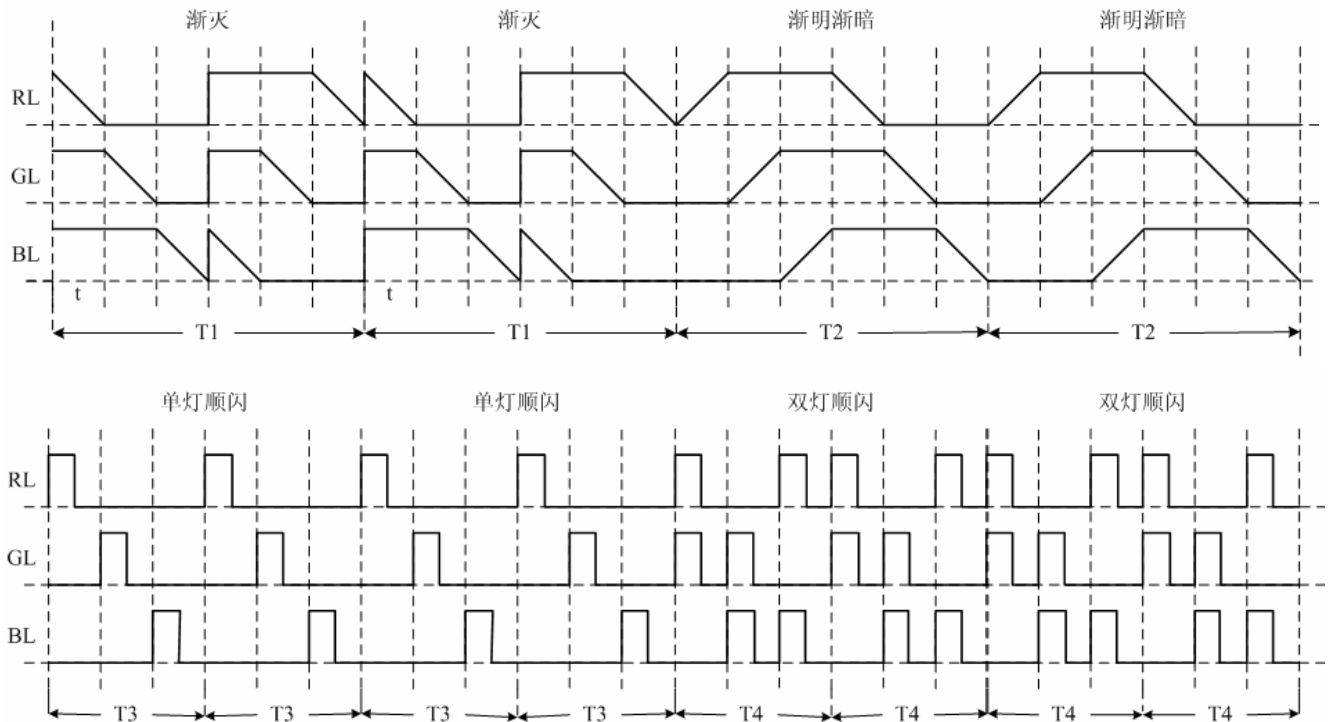 渐灭 渐灭 渐明渐暗 渐明渐暗
RL
GL
BL
t t
T1 T1 T2 T2
单灯顺闪 单灯顺闪 双灯顺闪 双灯顺闪
RL
GL
BL
T3 T3 T3 T3 T4 T4 T4 T4